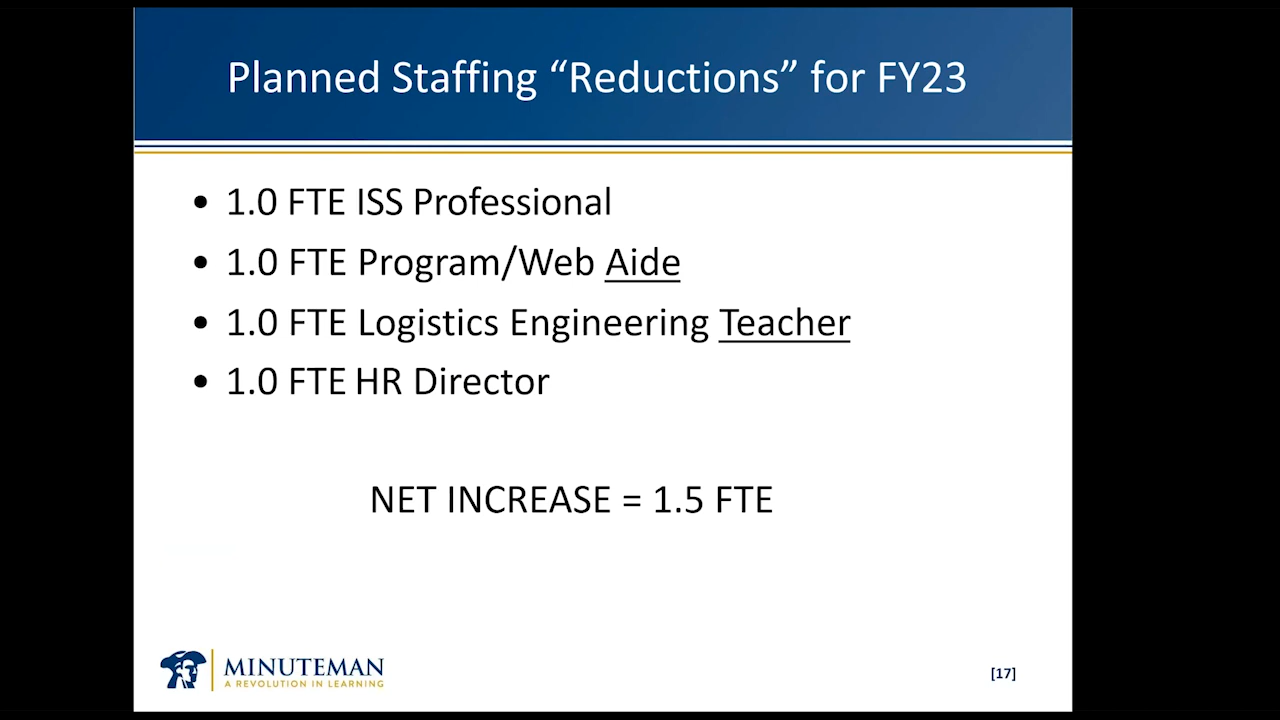 Planned Staffing “Reductions” for FY23
• 1.0 FTE ISS Professional
• 1.0 FTE Program/Web Aide
• 1.0 FTE Logistics Engineering Teacher
• 1.0 FTE HR Director
NET INCREASE = 1.5 FTE
MINUTEMAN
A REVOLUTION IN LEARNING
[17]